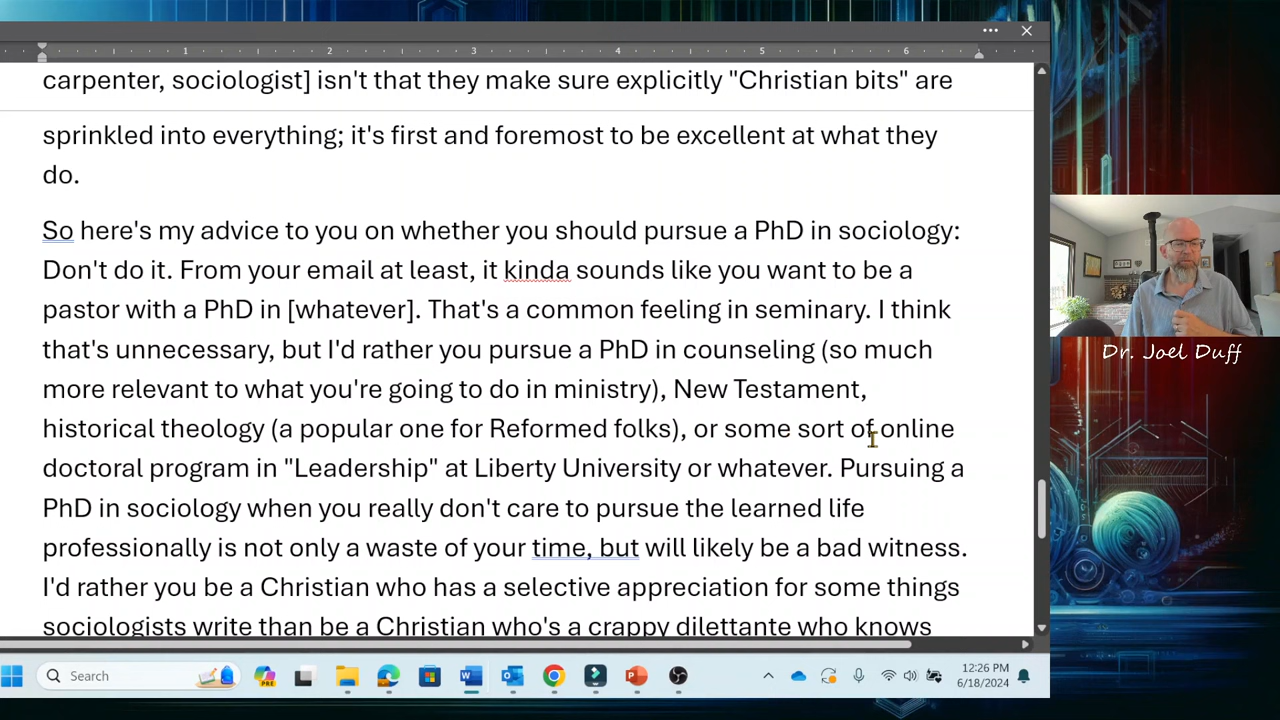 1 2 3 4 5 6
carpenter, sociologist] isn't that they make sure explicitly "Christian bits" are
sprinkled into everything; it's first and foremost to be excellent at what they
do.
So here's my advice to you on whether you should pursue a PhD in sociology:
Don't do it. From your email at least, it kinda sounds like you want to be a
pastor with a PhD in [whatever]. That's a common feeling in seminary. I think
that's unnecessary, but I'd rather you pursue a PhD in counseling (so much
more relevant to what you're going to do in ministry), New Testament,
historical theology (a popular one for Reformed folks), or some sort of online
doctoral program in "Leadership" at Liberty University or whatever. Pursuing a
PhD in sociology when you really don't care to pursue the learned life
professionally is not only a waste of your time, but will likely be a bad witness.
I'd rather you be a Christian who has a selective appreciation for some things
sociologists write than be a Christian who's a crappy dilettante who knows
Dr. Joel Duff
Search
PRE
12:26 PM
6/18/2024